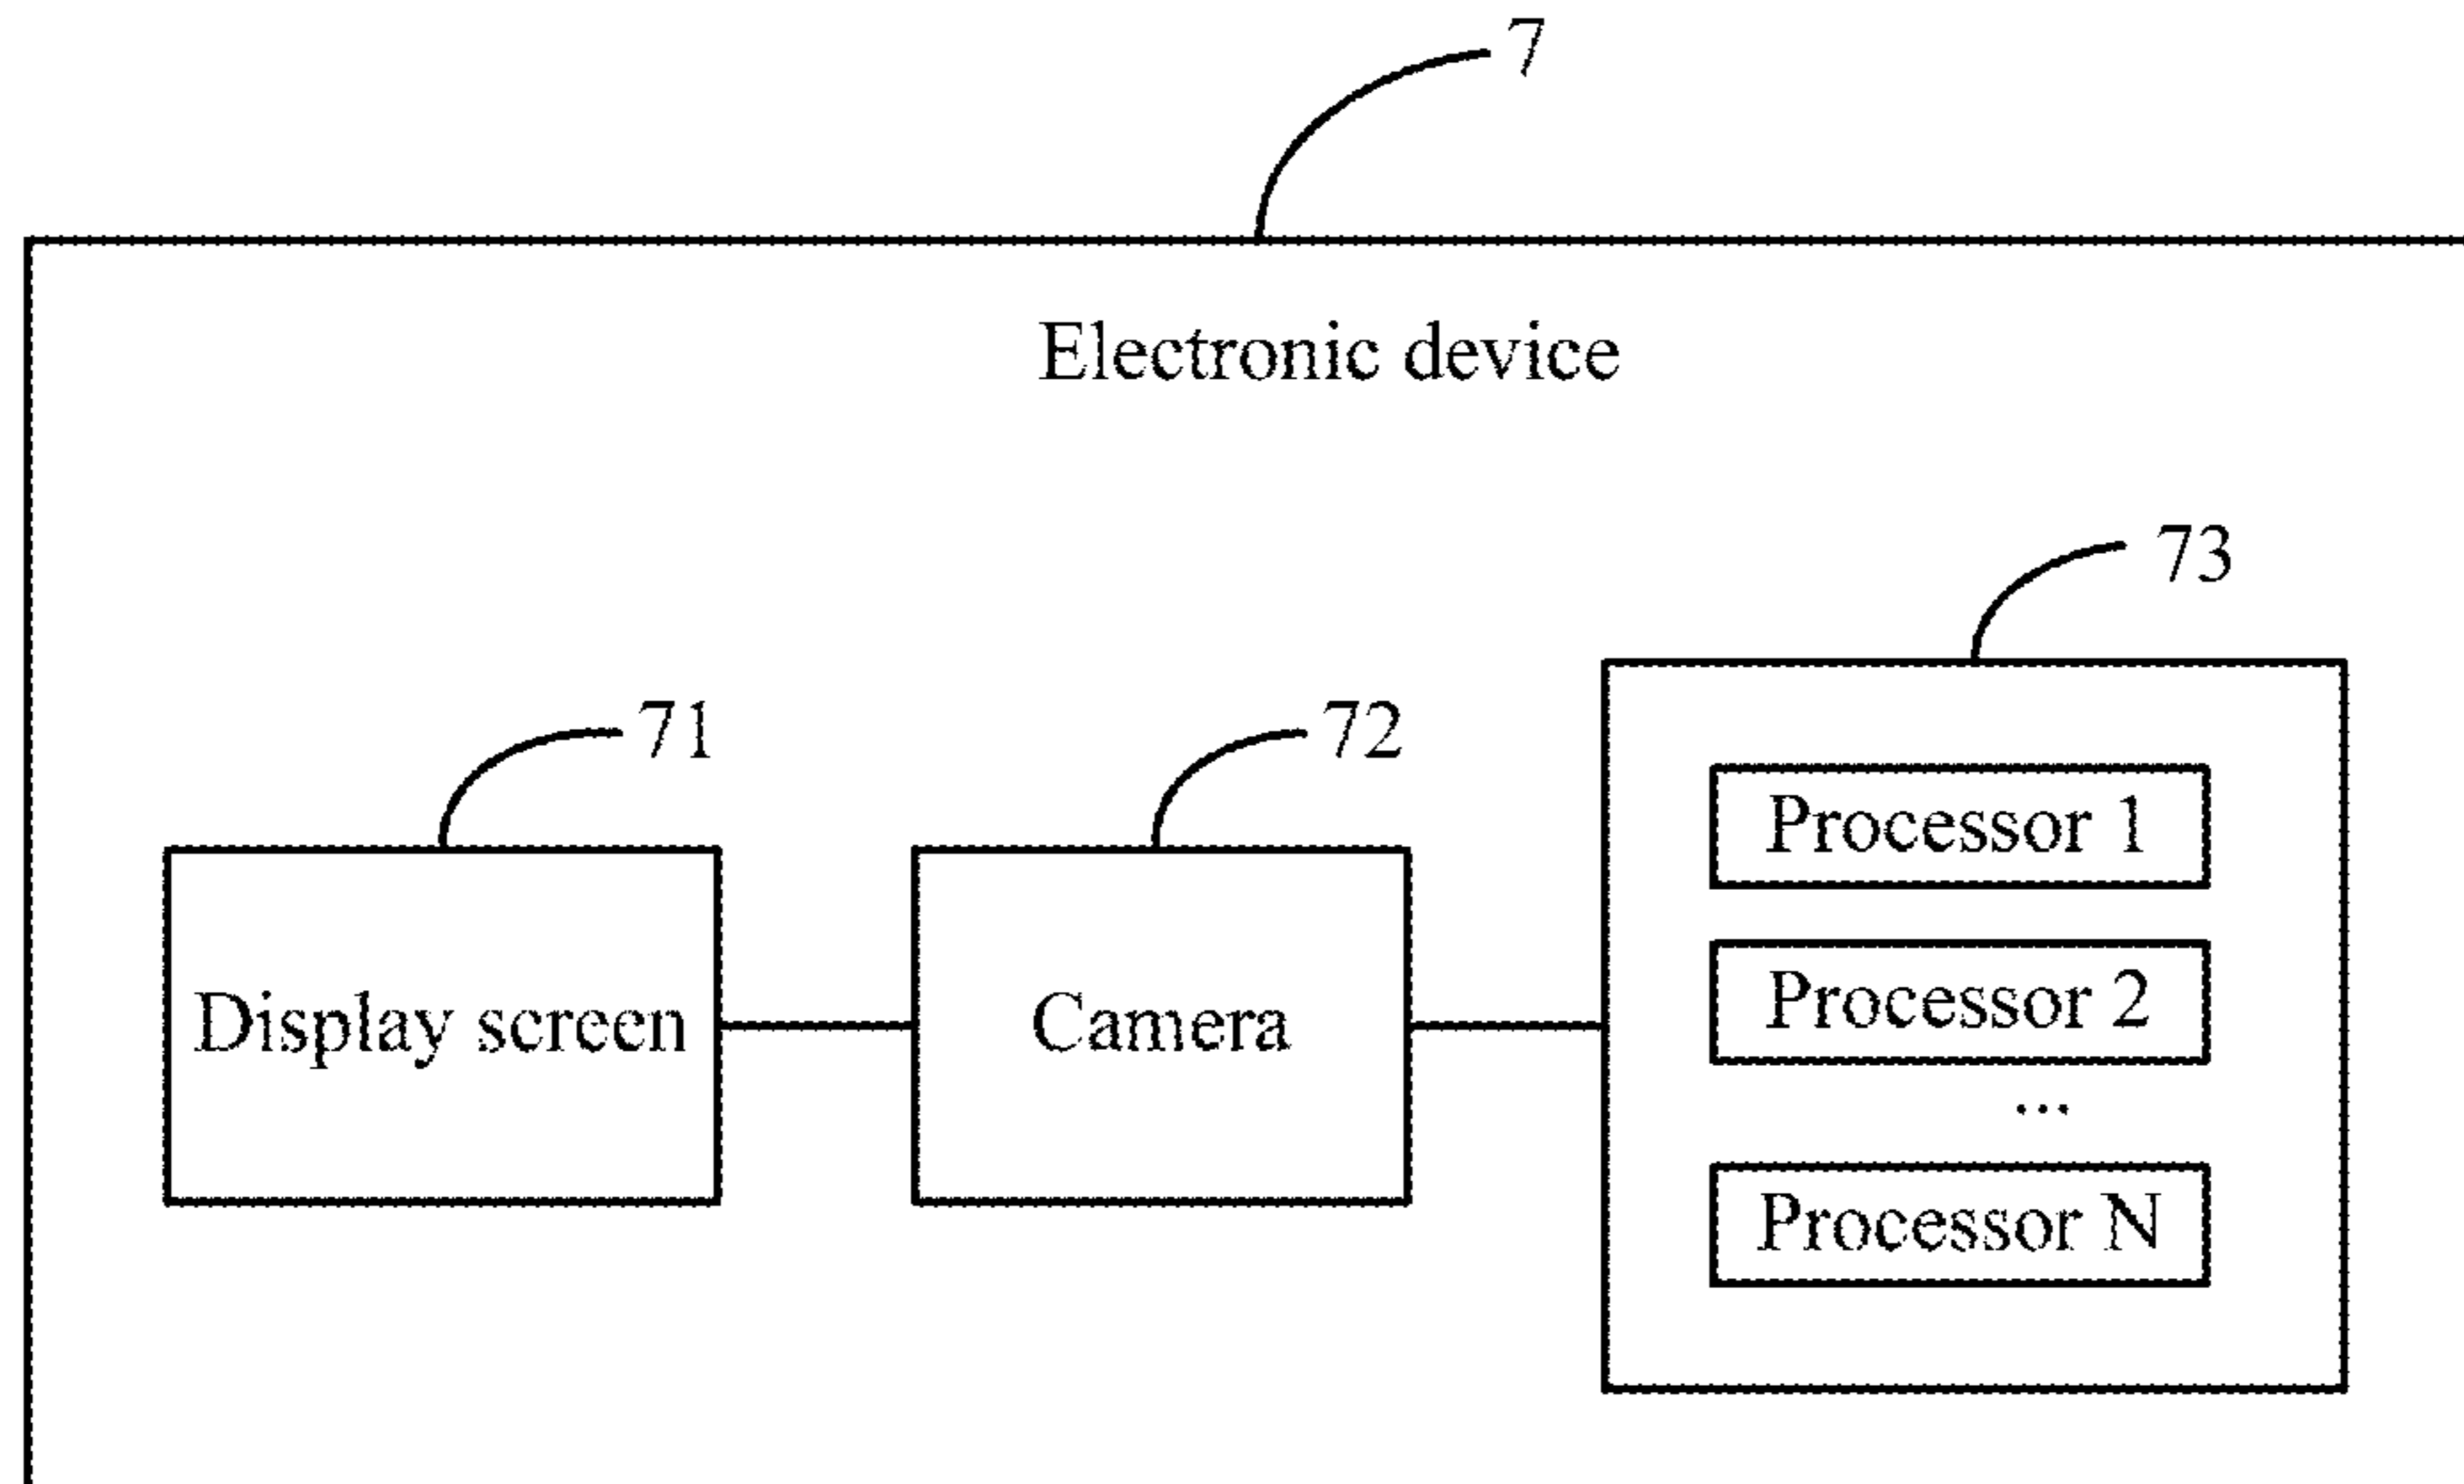 7
Electronic device
73
71
72
Processor 1
Processor 2
Display screen
Camera
...
Processor N